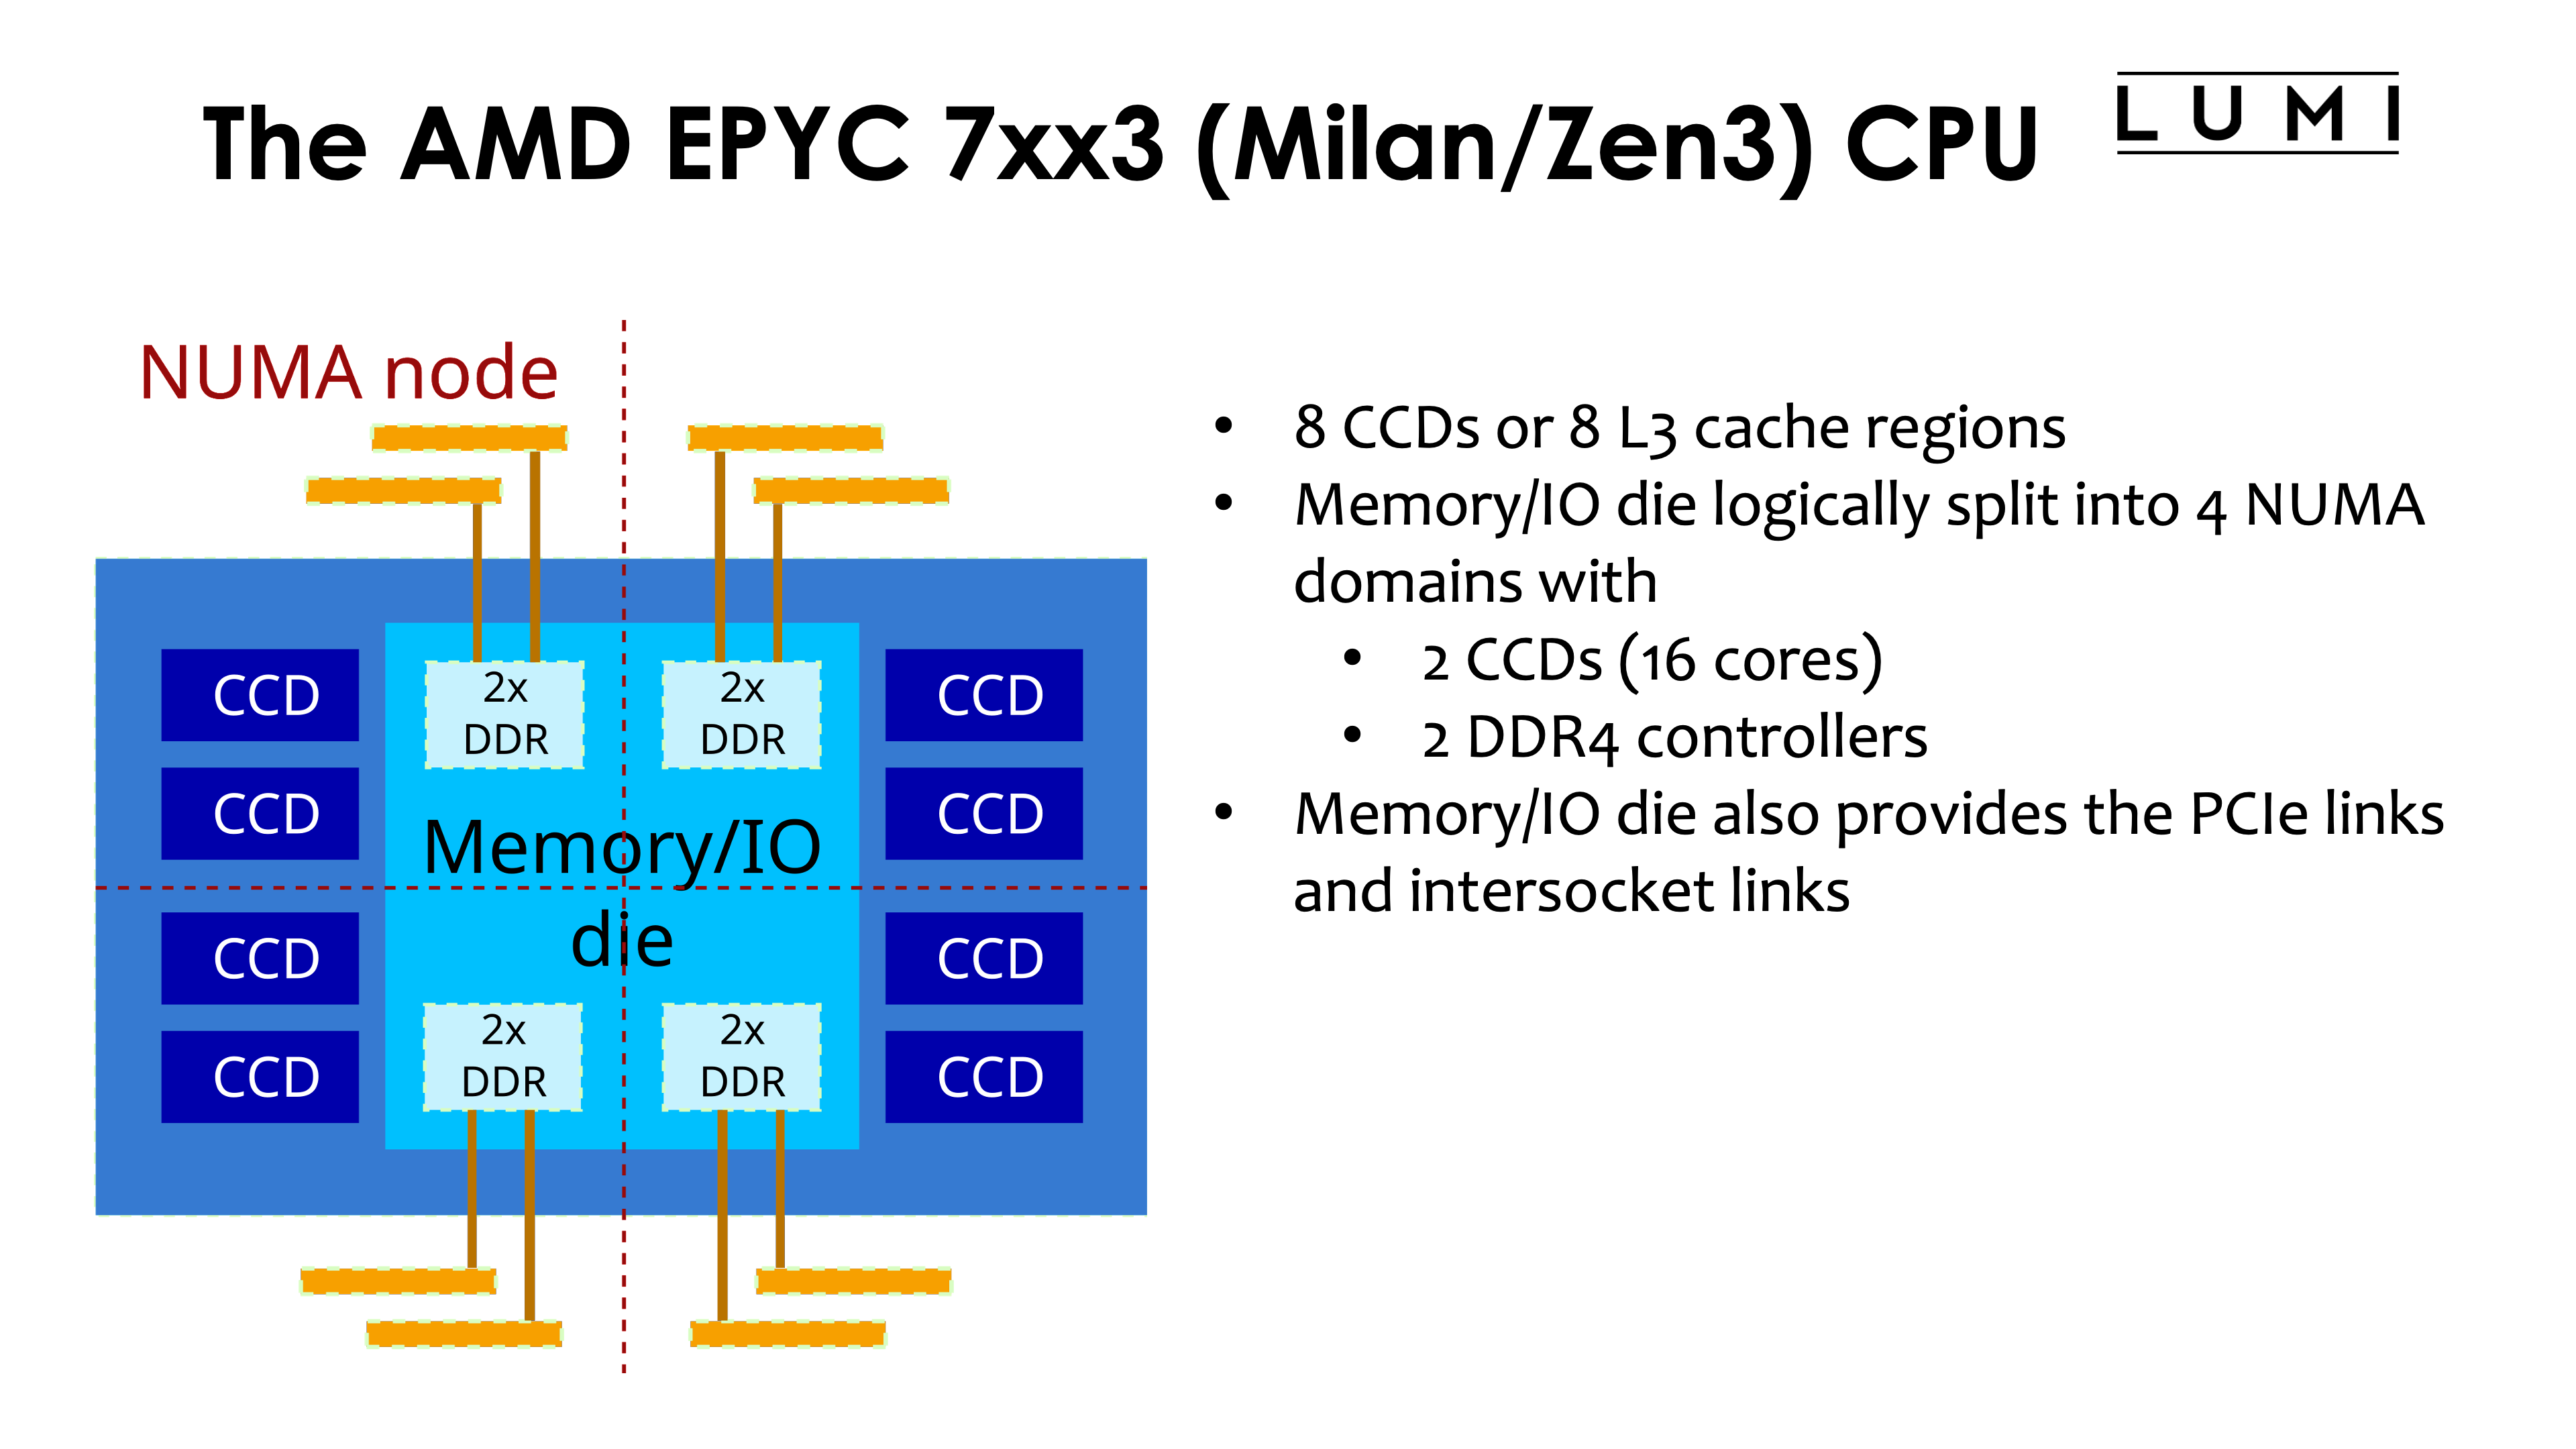 The AMD EPYC 7xx3 (Milan/Zen3) CPU
LUMI
NUMA node
2x
DDR
2x
DDR
CCD
CCD
CCD
CCD
Memory/IO
die
CCD
CCD
CCD
CCD
2x
DDR
2x
DDR
• 8 CCDs or 8 L3 cache regions
• Memory/IO die logically split into 4 NUMA
domains with
• 2 CCDs (16 cores)
• 2 DDR4 controllers
• Memory/IO die also provides the PCIe links
and intersocket links